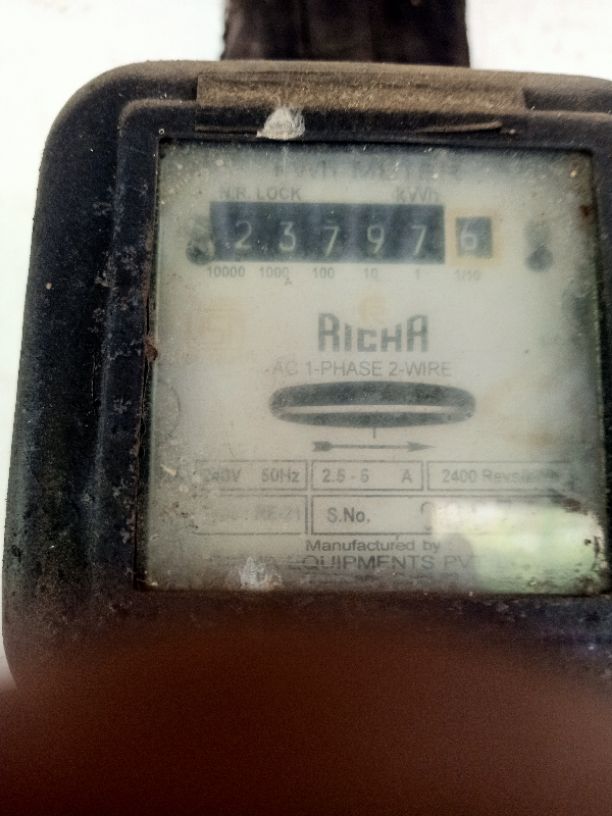 kWh METER
N.R. LOCK kWh
2 3 7 9 7 6
10000 1000 100 10 1 1/10
RICHA
AC 1-PHASE 2-WIRE
240V 50Hz 2.5 - 5 A 2400
S.No.
Manufactured by